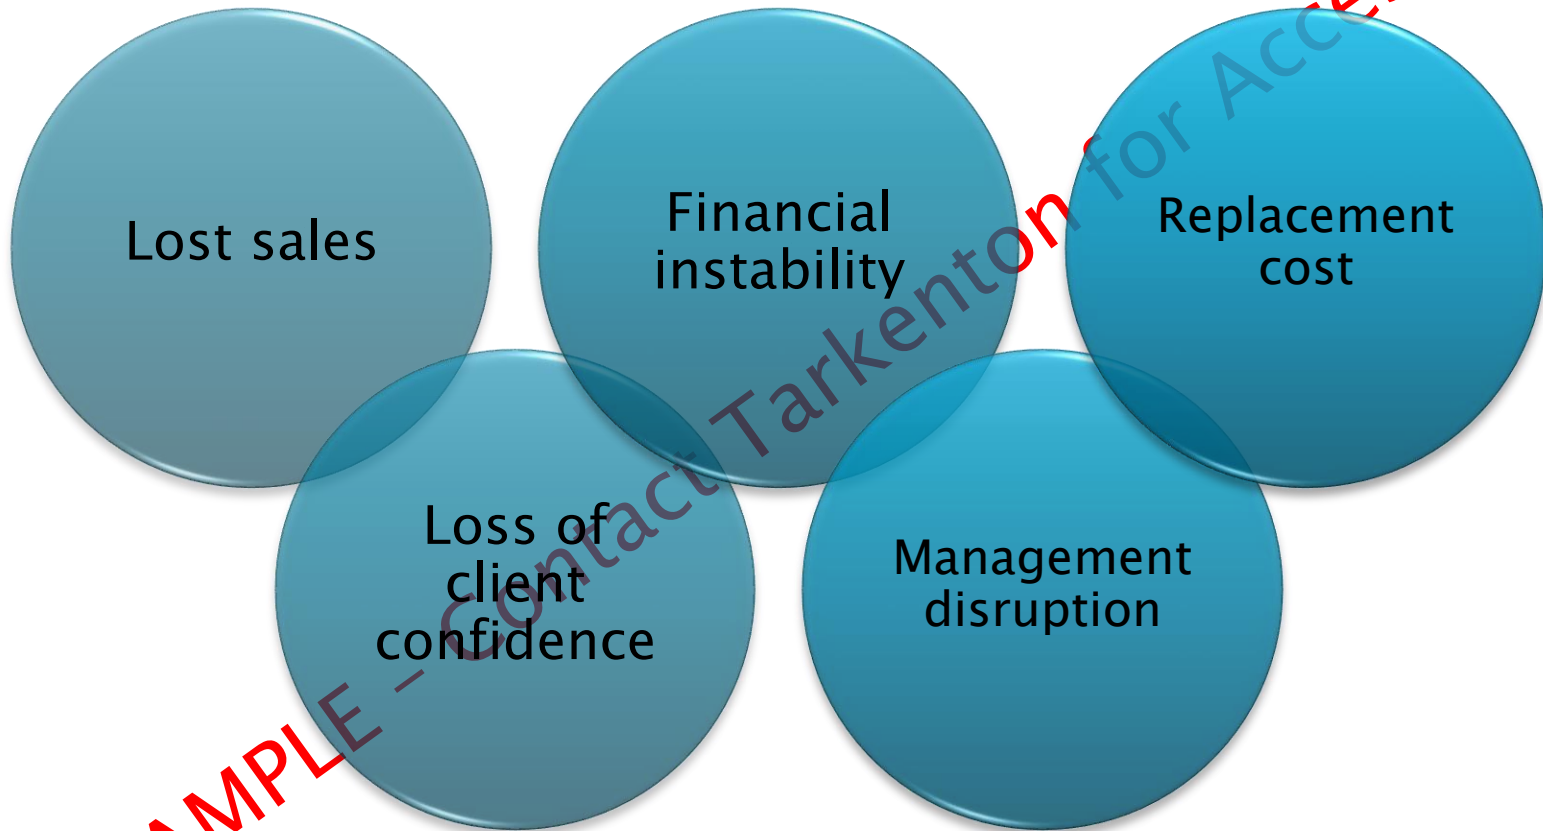 Lost sales
Financial
instability
Replacement
cost
Loss of
client
confidence
Management
disruption
AMPLE – Contact Tarkenton for Acce